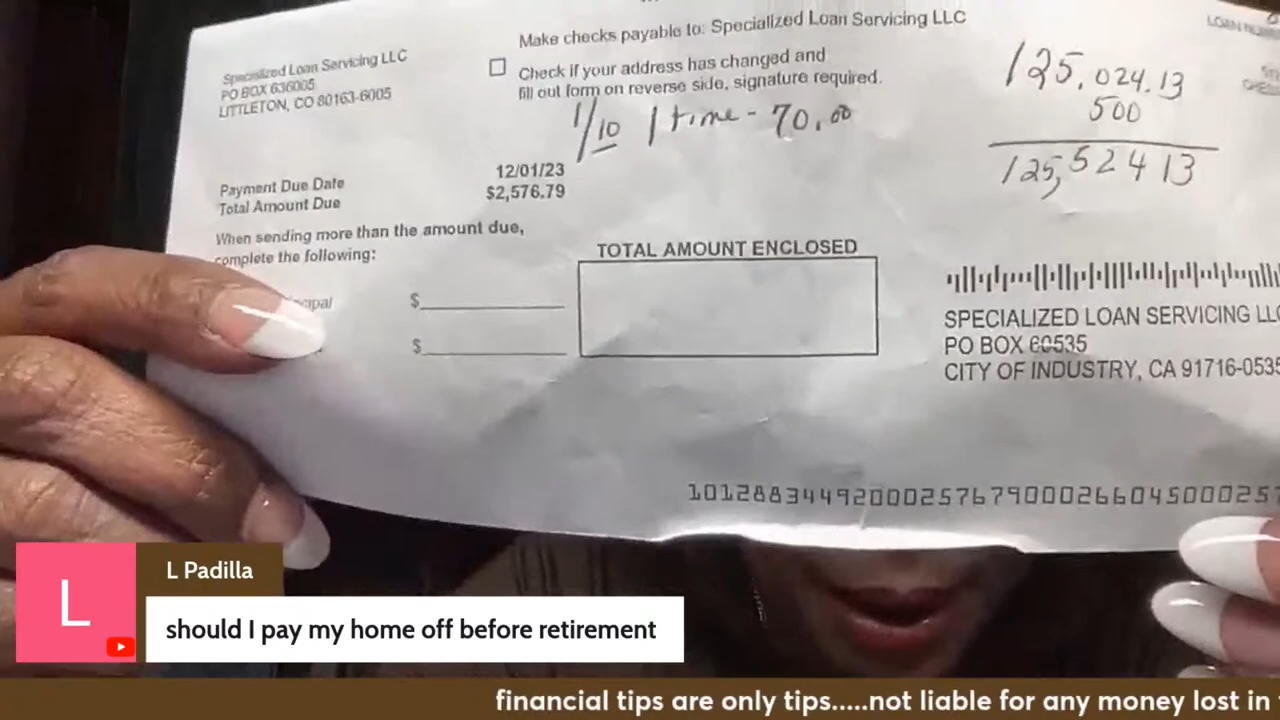 Specialized Loan Servicing LLC
PO BOX 636005
LITTLETON, CO 80163-6005
Make checks payable to: Specialized Loan Servicing LLC
Check if your address has changed and
fill out form on reverse side, signature required.
1/10 1 time - 70.00
125,024.13
500
125,524 13
Payment Due Date 12/01/23
Total Amount Due $2,576.79
When sending more than the amount due,
complete the following:
$
$
TOTAL AMOUNT ENCLOSED
SPECIALIZED LOAN SERVICING LLC
PO BOX 60535
CITY OF INDUSTRY, CA 91716-0535
L
L Padilla
should I pay my home off before retirement
financial tips are only tips.....not liable for any money lost in